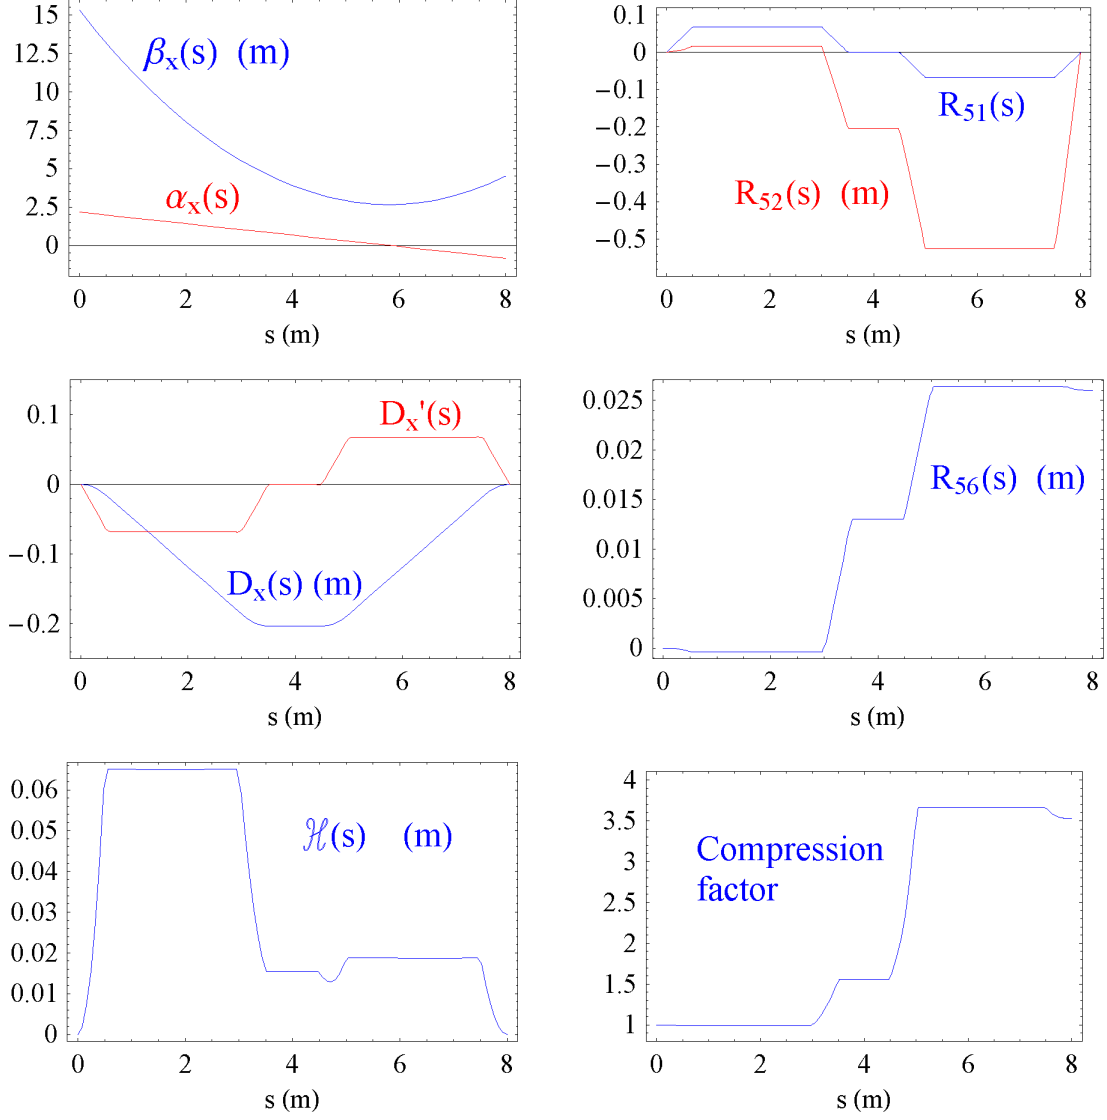 15
12.5
10
7.5
5
2.5
0
βx(s) (m)
αx(s)
0 2 4 6 8
s (m)
0.1
0
−0.1
−0.2
−0.3
−0.4
−0.5
R51(s)
R52(s) (m)
0 2 4 6 8
s (m)
0.1
0
−0.1
−0.2
Dx'(s)
Dx(s) (m)
0 2 4 6 8
s (m)
0.025
0.02
0.015
0.01
0.005
0
R56(s) (m)
0 2 4 6 8
s (m)
0.06
0.05
0.04
0.03
0.02
0.01
0
ℋ(s) (m)
0 2 4 6 8
s (m)
4
3.5
3
2.5
2
1.5
1
Compression
factor
0 2 4 6 8
s (m)